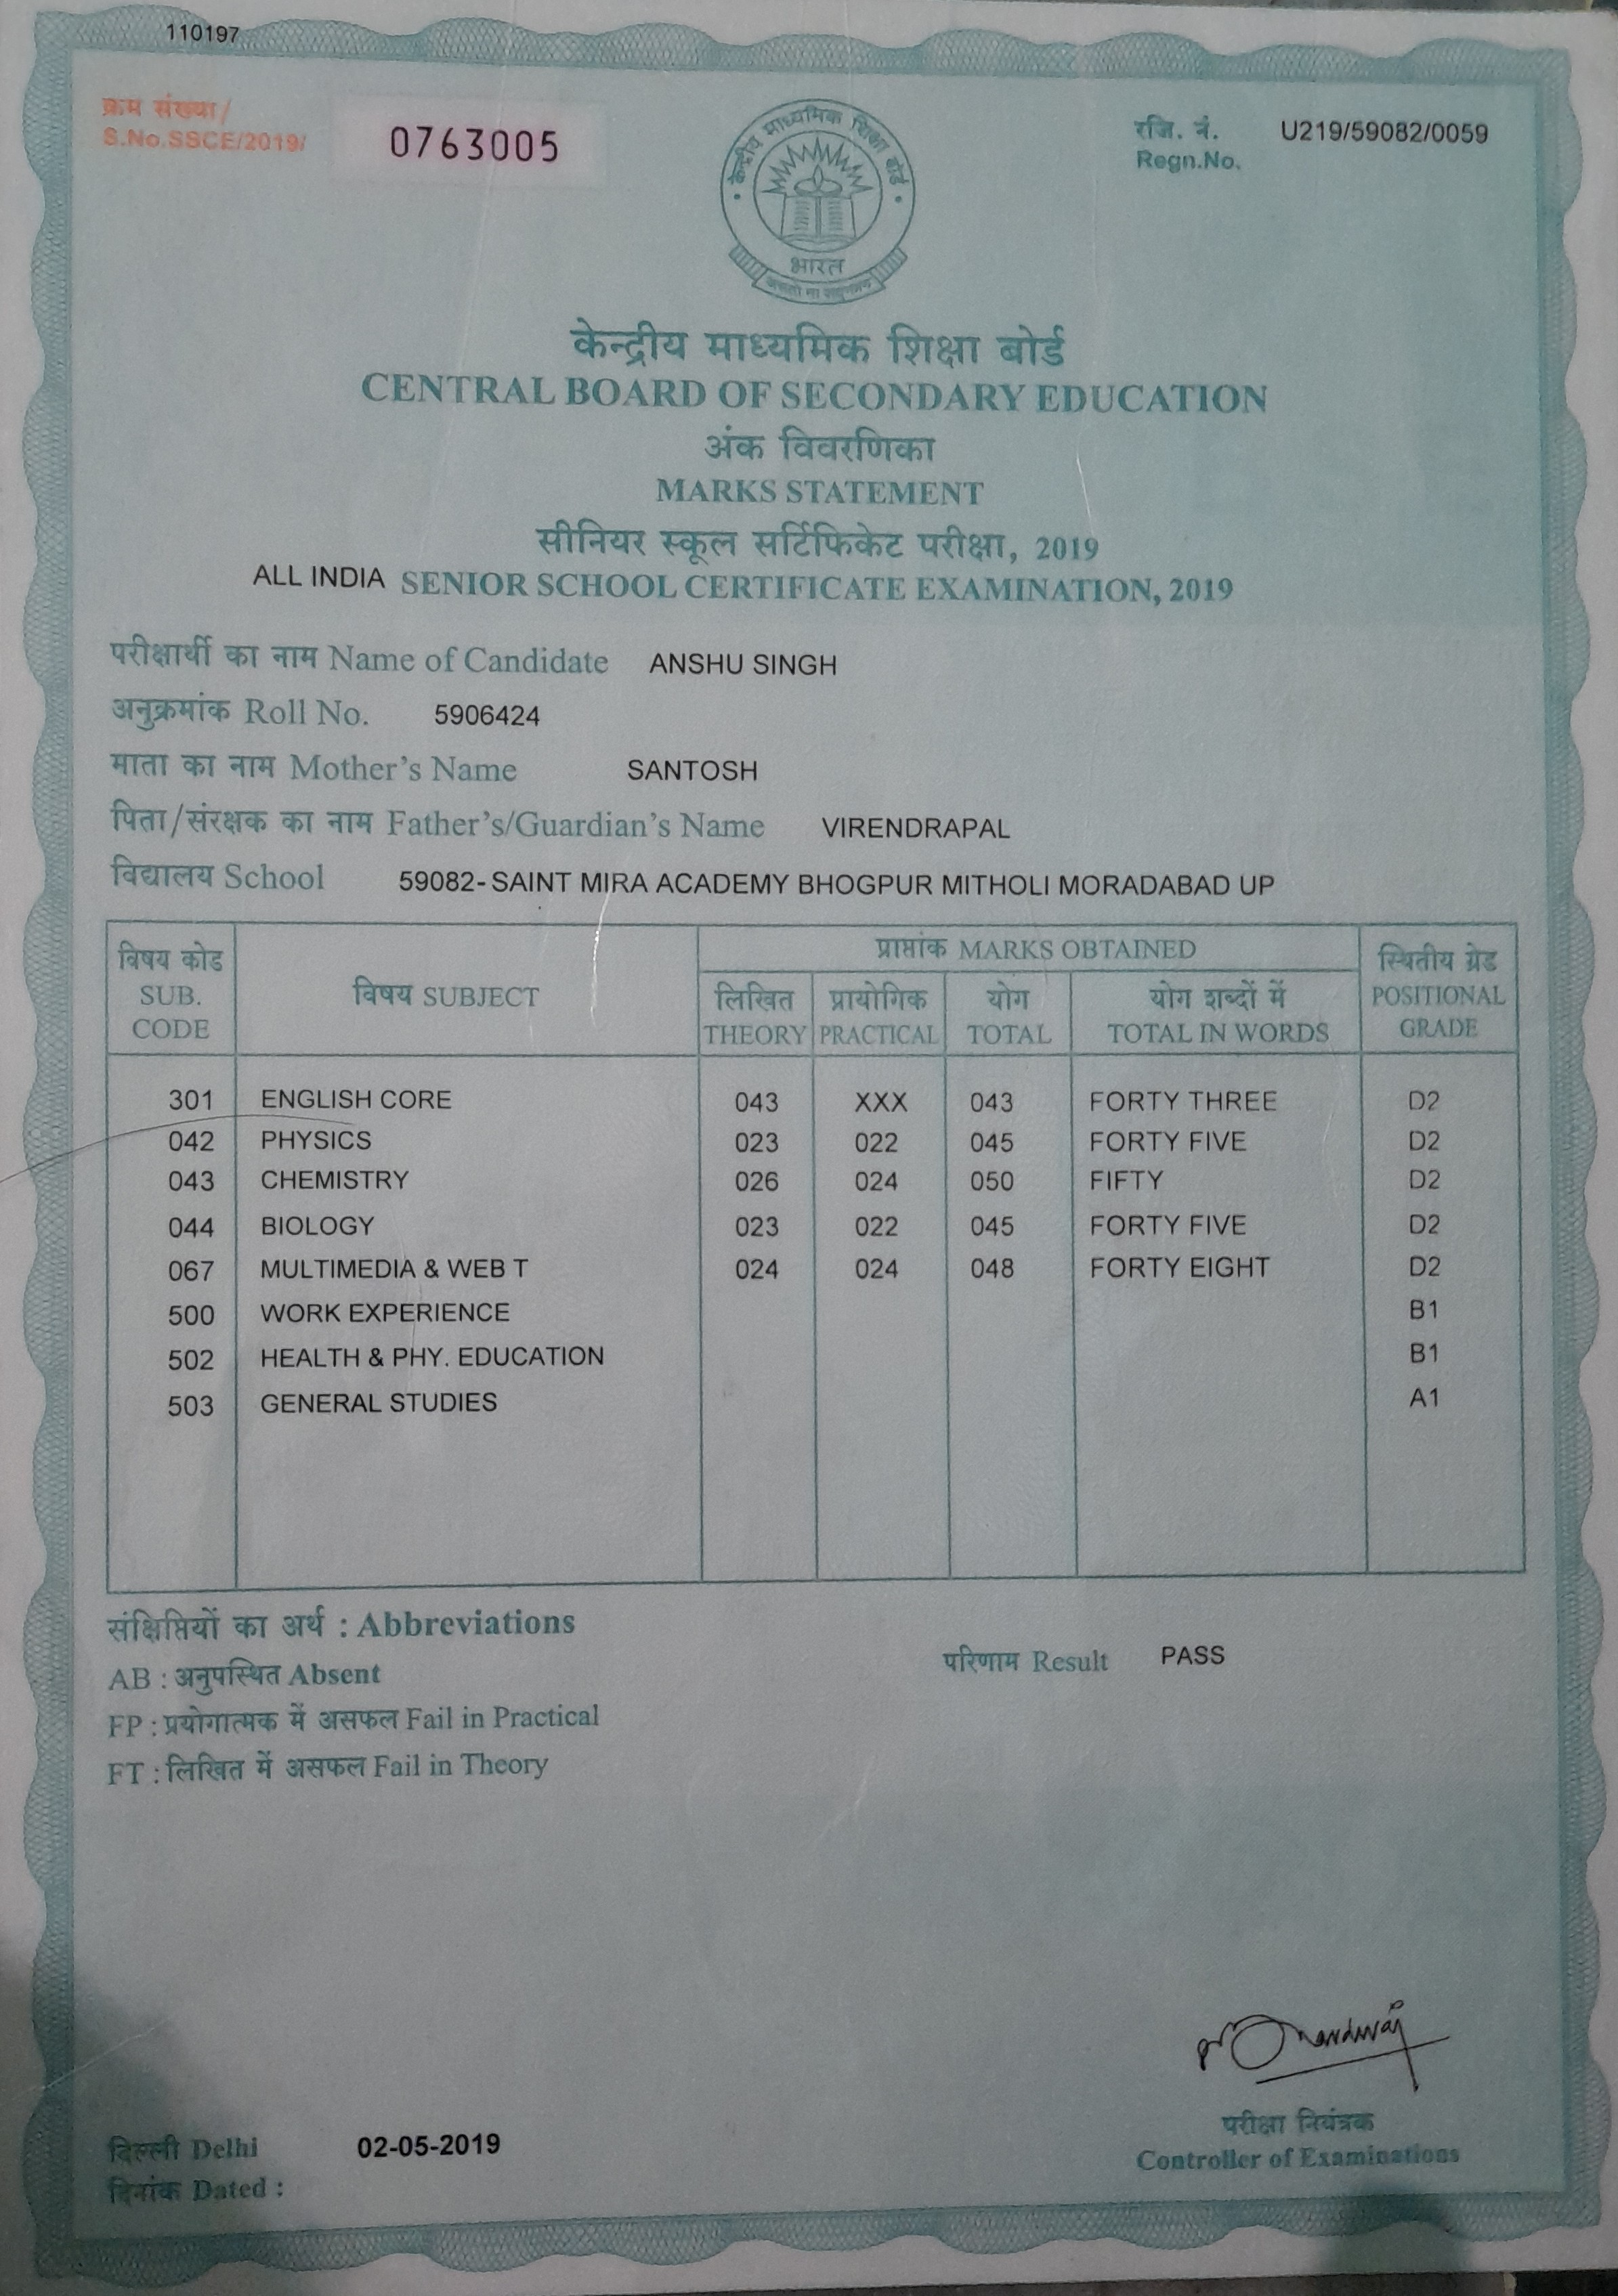 110197
क्रम संख्या/
S.No.SSCE/2019/ 0763005
रजि. नं. U219/59082/0059
Regn.No.
केन्द्रीय माध्यमिक शिक्षा बोर्ड
भारत
केन्द्रीय माध्यमिक शिक्षा बोर्ड
CENTRAL BOARD OF SECONDARY EDUCATION
अंक विवरणिका
MARKS STATEMENT
सीनियर स्कूल सर्टिफिकेट परीक्षा, 2019
ALL INDIA SENIOR SCHOOL CERTIFICATE EXAMINATION, 2019
परीक्षार्थी का नाम Name of Candidate ANSHU SINGH
अनुक्रमांक Roll No. 5906424
माता का नाम Mother's Name SANTOSH
पिता/संरक्षक का नाम Father's/Guardian's Name VIRENDRAPAL
विद्यालय School 59082- SAINT MIRA ACADEMY BHOGPUR MITHOLI MORADABAD UP
विषय कोड SUB. CODE
विषय SUBJECT
प्राप्तांक MARKS OBTAINED
लिखित THEORY
प्रायोगिक PRACTICAL
योग TOTAL
योग शब्दों में TOTAL IN WORDS
स्थितीय ग्रेड POSITIONAL GRADE
301 ENGLISH CORE 043 XXX 043 FORTY THREE D2
042 PHYSICS 023 022 045 FORTY FIVE D2
043 CHEMISTRY 026 024 050 FIFTY D2
044 BIOLOGY 023 022 045 FORTY FIVE D2
067 MULTIMEDIA & WEB T 024 024 048 FORTY EIGHT D2
500 WORK EXPERIENCE B1
502 HEALTH & PHY. EDUCATION B1
503 GENERAL STUDIES A1
संक्षिप्तियों का अर्थ : Abbreviations
AB : अनुपस्थित Absent
परिणाम Result PASS
FP : प्रयोगात्मक में असफल Fail in Practical
FT : लिखित में असफल Fail in Theory
परीक्षा नियंत्रक
Controller of Examinations
दिल्ली Delhi 02-05-2019
दिनांक Dated :